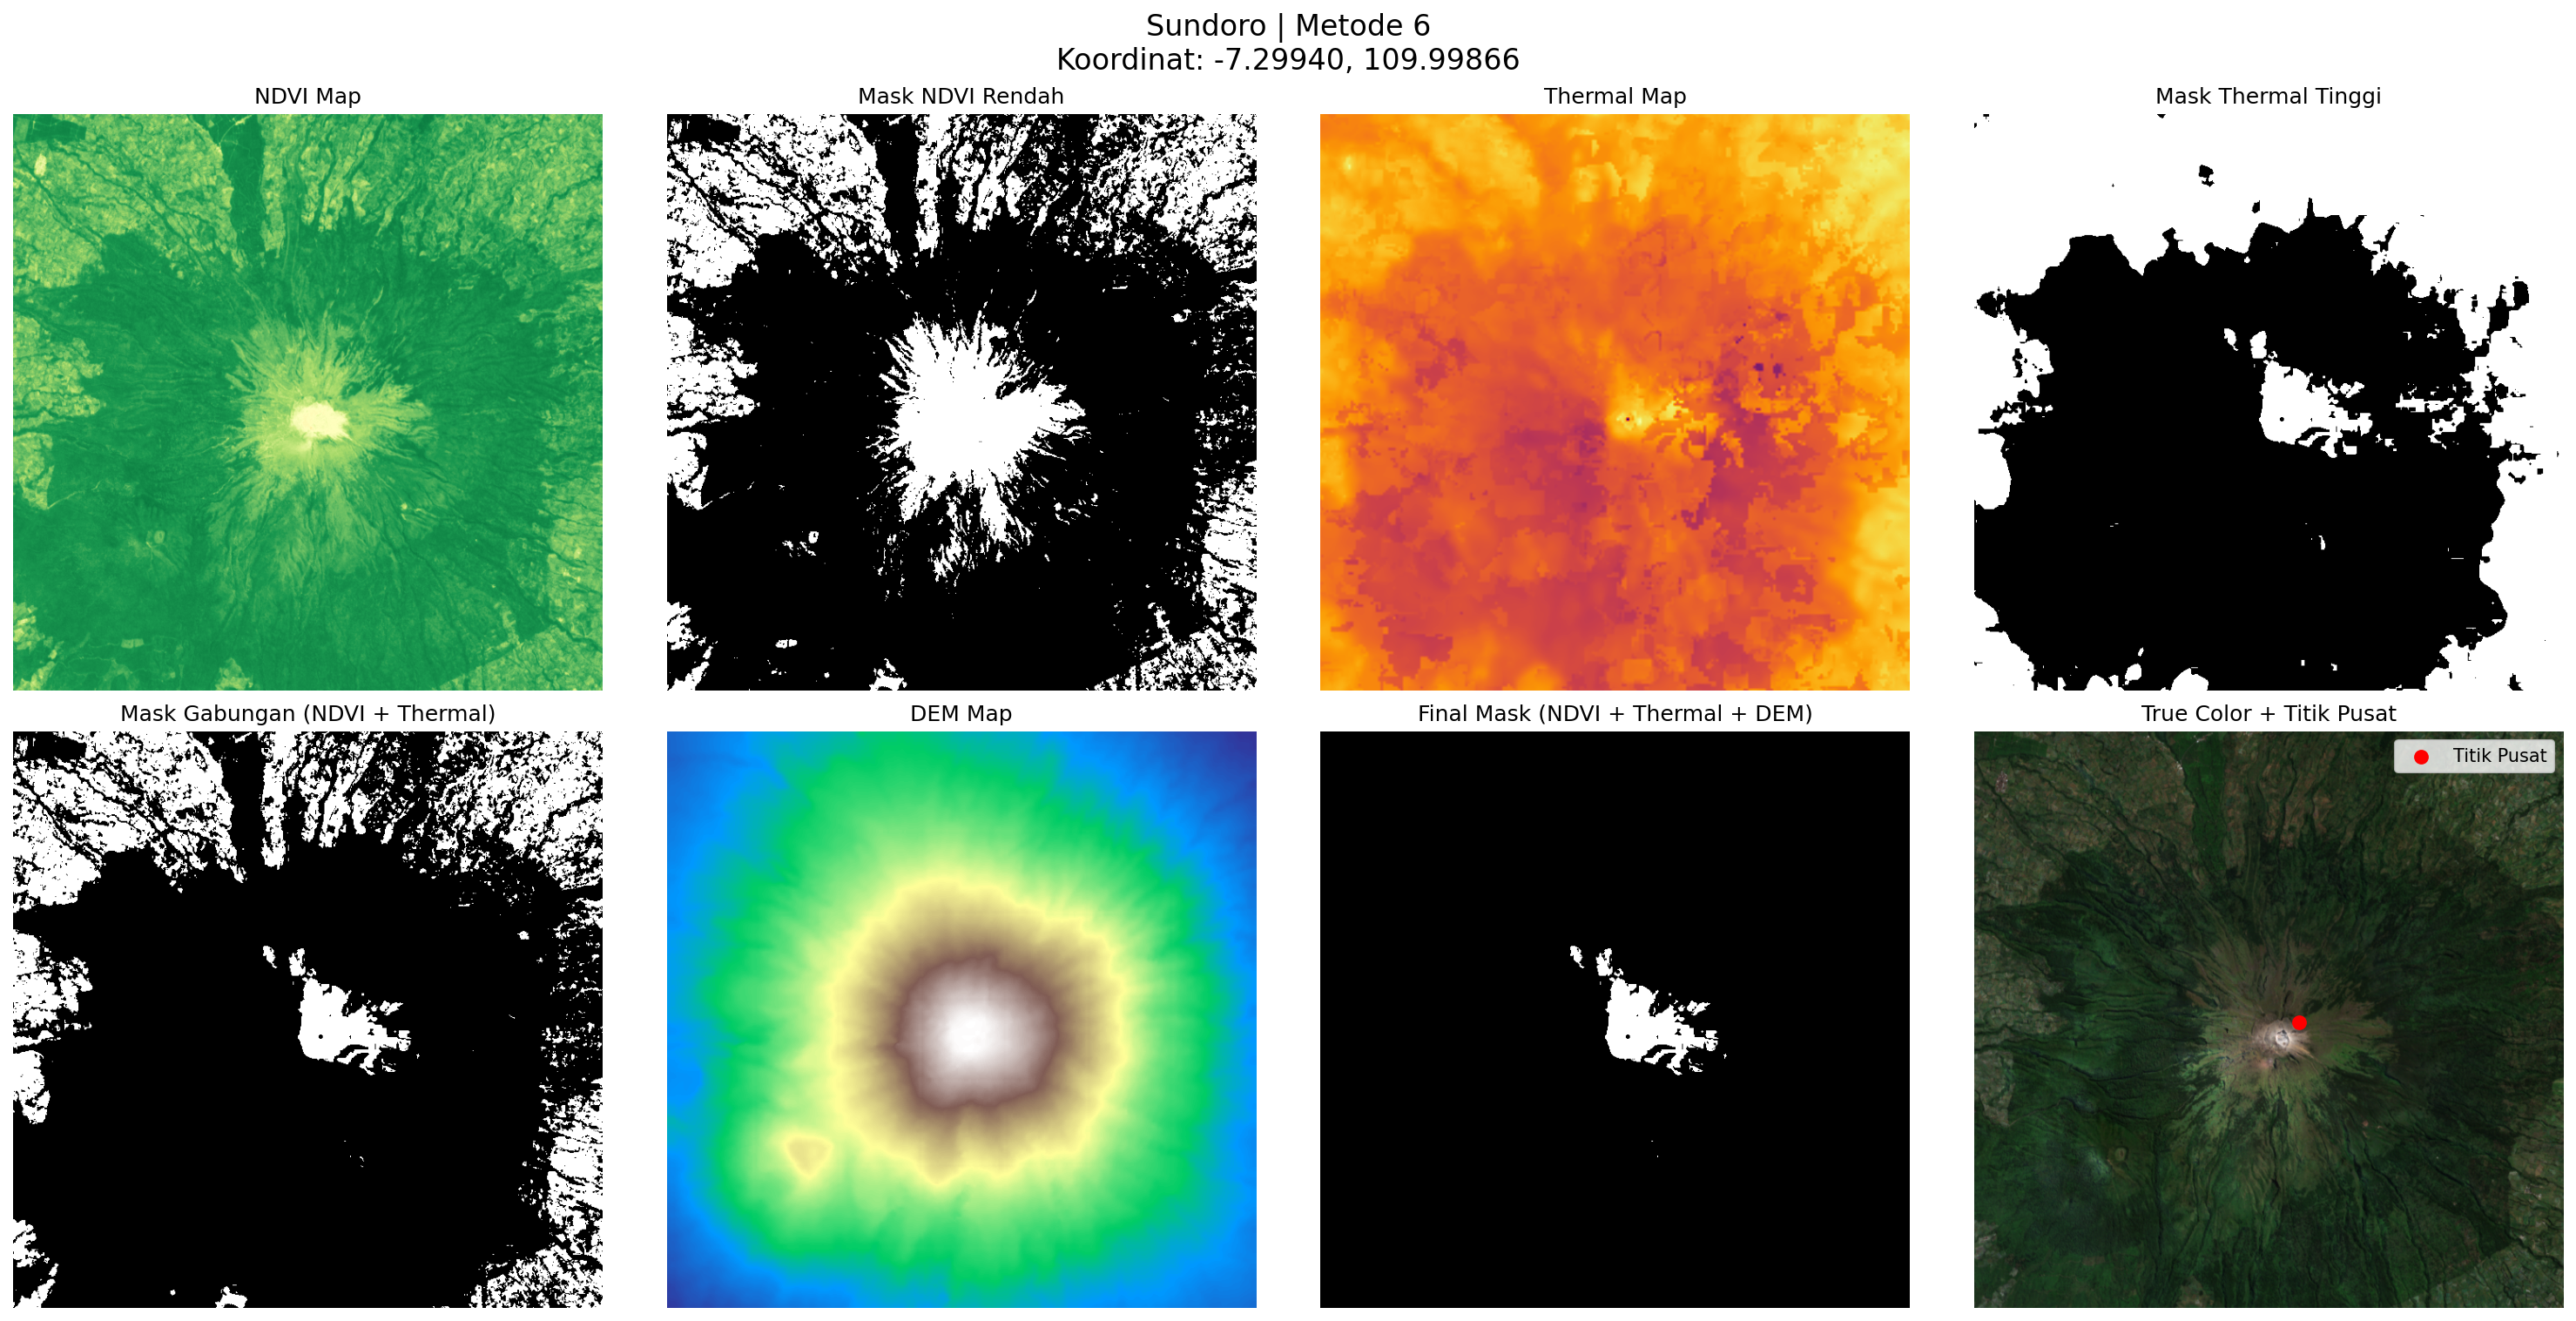 Sundoro | Metode 6
Koordinat: -7.29940, 109.99866
NDVI Map
Mask NDVI Rendah
Thermal Map
Mask Thermal Tinggi
Mask Gabungan (NDVI + Thermal)
DEM Map
Final Mask (NDVI + Thermal + DEM)
True Color + Titik Pusat
Titik Pusat